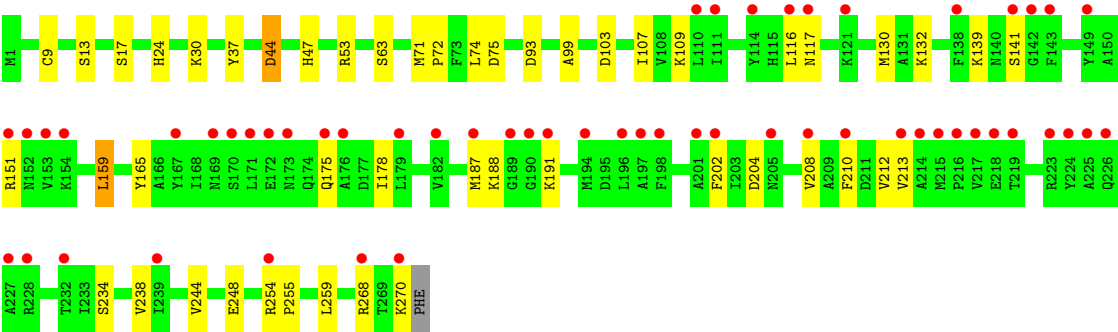 M1 C9 S13 S17 H24 K30 Y37 D44 H47 R53 S63 M71 P72 F73 L74 D75 D93 A99 D103 I107 V108 K109 L110 I111 Y114 H115 L116 N117 K121 M130 A131 K132 F138 K139 N140 S141 G142 F143 Y149 A150
R151 N152 V153 K154 L159 Y165 A166 Y167 I168 N169 S170 L171 E172 N173 Q174 Q175 A176 D177 I178 L179 V182 M187 K188 G189 G190 K191 M194 D195 L196 A197 F198 A201 F202 I203 D204 N205 V208 A209 F210 D211 V212 V213 A214 M215 P216 V217 E218 T219 R223 Y224 A225 Q226
A227 R228 T232 I233 S234 V238 I239 V244 E248 R254 P255 L259 R268 T269 K270 PHE